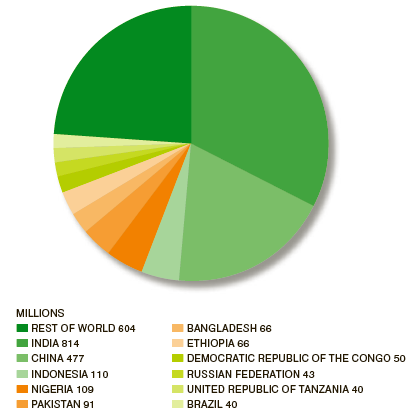 MILLIONS
REST OF WORLD 604
INDIA 814
CHINA 477
INDONESIA 110
NIGERIA 109
PAKISTAN 91
BANGLADESH 66
ETHIOPIA 66
DEMOCRATIC REPUBLIC OF THE CONGO 50
RUSSIAN FEDERATION 43
UNITED REPUBLIC OF TANZANIA 40
BRAZIL 40